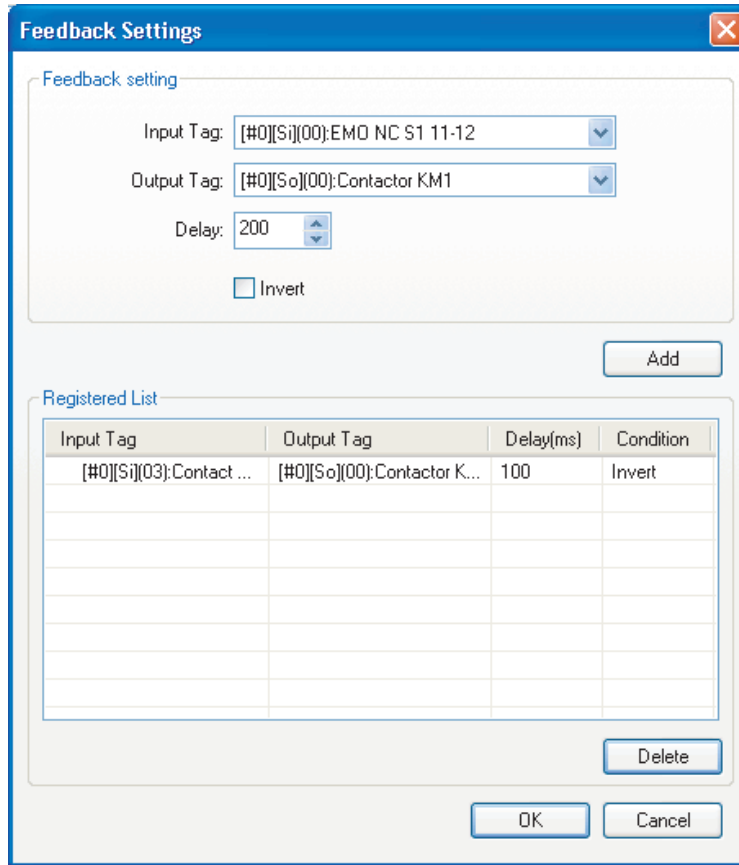 Feedback Settings
Feedback setting
Input Tag: [#0][Si](00):EMO NC S1 11-12
Output Tag: [#0][So](00):Contactor KM1
Delay: 200
Invert
Add
Registered List
Input Tag Output Tag Delay(ms) Condition
[#0][Si](03):Contact ... [#0][So](00):Contactor K... 100 Invert
Delete
OK Cancel